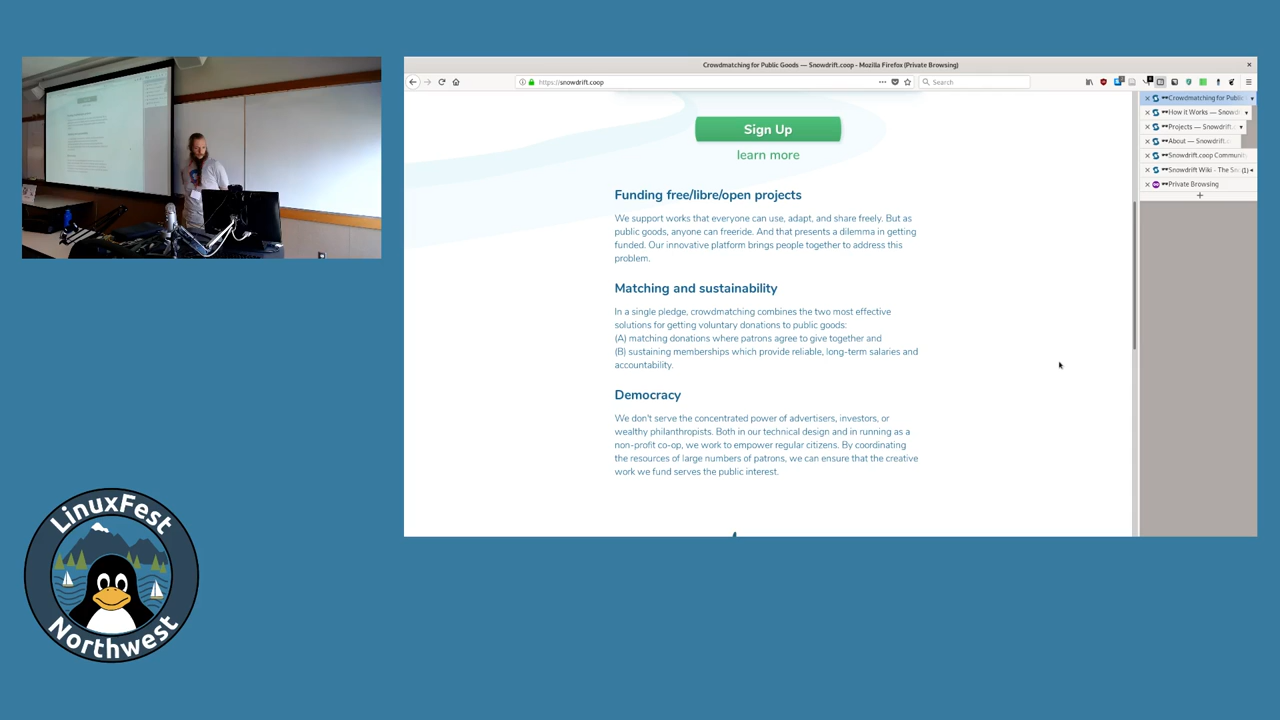 Crowdmatching for Public Goods — Snowdrift.coop - Mozilla Firefox (Private Browsing)
https://snowdrift.coop
Search
Crowdmatching for Publi
How it Works — Snowd
Projects — Snowdrift.
About — Snowdrift.c
Snowdrift.coop Communit
Snowdrift Wiki - The Sno (1)
Private Browsing
Sign Up
learn more
Funding free/libre/open projects
We support works that everyone can use, adapt, and share freely. But as
public goods, anyone can freeride. And that presents a dilemma in getting
funded. Our innovative platform brings people together to address this
problem.
Matching and sustainability
In a single pledge, crowdmatching combines the two most effective
solutions for getting voluntary donations to public goods:
(A) matching donations where patrons agree to give together and
(B) sustaining memberships which provide reliable, long-term salaries and
accountability.
Democracy
We don't serve the concentrated power of advertisers, investors, or
wealthy philanthropists. Both in our technical design and in running as a
non-profit co-op, we work to empower regular citizens. By coordinating
the resources of large numbers of patrons, we can ensure that the creative
work we fund serves the public interest.
LinuxFest
Northwest